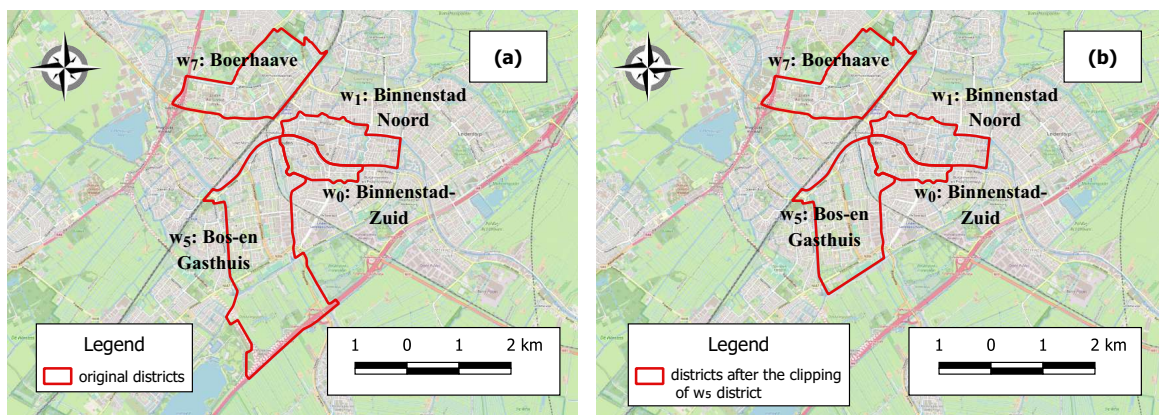 (a)
w7: Boerhaave
w1: Binnenstad
Noord
w0: Binnenstad-
Zuid
w5: Bos-en
Gasthuis
Legend
original districts
1 0 1 2 km
(b)
w7: Boerhaave
w1: Binnenstad
Noord
w0: Binnenstad-
Zuid
w5: Bos-en
Gasthuis
Legend
districts after the clipping
of w5 district
1 0 1 2 km